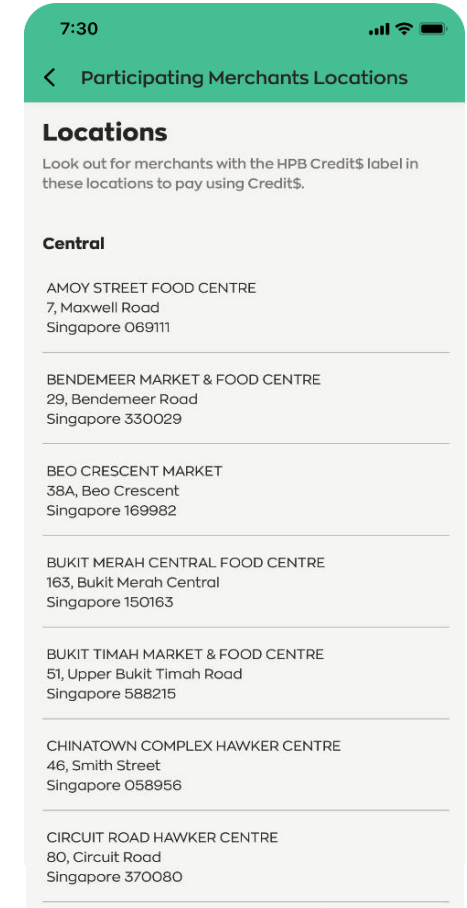 7:30
Participating Merchants Locations
Locations
Look out for merchants with the HPB Credit$ label in
these locations to pay using Credit$.
Central
AMOY STREET FOOD CENTRE
7, Maxwell Road
Singapore 069111
BENDEMEER MARKET & FOOD CENTRE
29, Bendemeer Road
Singapore 330029
BEO CRESCENT MARKET
38A, Beo Crescent
Singapore 169982
BUKIT MERAH CENTRAL FOOD CENTRE
163, Bukit Merah Central
Singapore 150163
BUKIT TIMAH MARKET & FOOD CENTRE
51, Upper Bukit Timah Road
Singapore 588215
CHINATOWN COMPLEX HAWKER CENTRE
46, Smith Street
Singapore 058956
CIRCUIT ROAD HAWKER CENTRE
80, Circuit Road
Singapore 370080